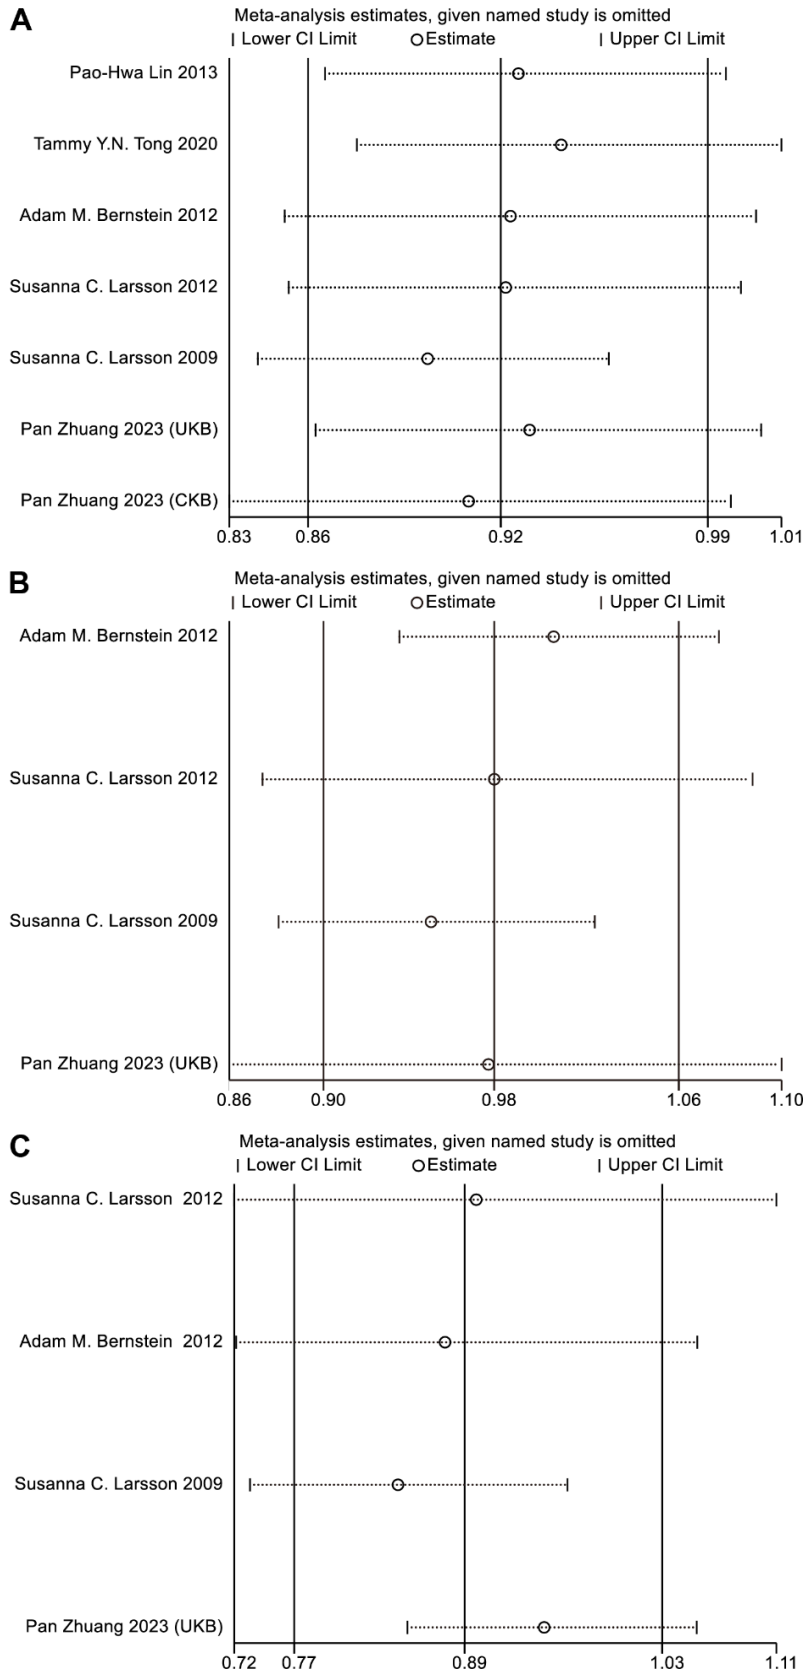 A
Meta-analysis estimates, given named study is omitted
| Lower CI Limit ○ Estimate | Upper CI Limit
Pao-Hwa Lin 2013
Tammy Y.N. Tong 2020
Adam M. Bernstein 2012
Susanna C. Larsson 2012
Susanna C. Larsson 2009
Pan Zhuang 2023 (UKB)
Pan Zhuang 2023 (CKB)
0.83 0.86 0.92 0.99 1.01
B
Meta-analysis estimates, given named study is omitted
| Lower CI Limit ○ Estimate | Upper CI Limit
Adam M. Bernstein 2012
Susanna C. Larsson 2012
Susanna C. Larsson 2009
Pan Zhuang 2023 (UKB)
0.86 0.90 0.98 1.06 1.10
C
Meta-analysis estimates, given named study is omitted
| Lower CI Limit ○ Estimate | Upper CI Limit
Susanna C. Larsson 2012
Adam M. Bernstein 2012
Susanna C. Larsson 2009
Pan Zhuang 2023 (UKB)
0.72 0.77 0.89 1.03 1.11